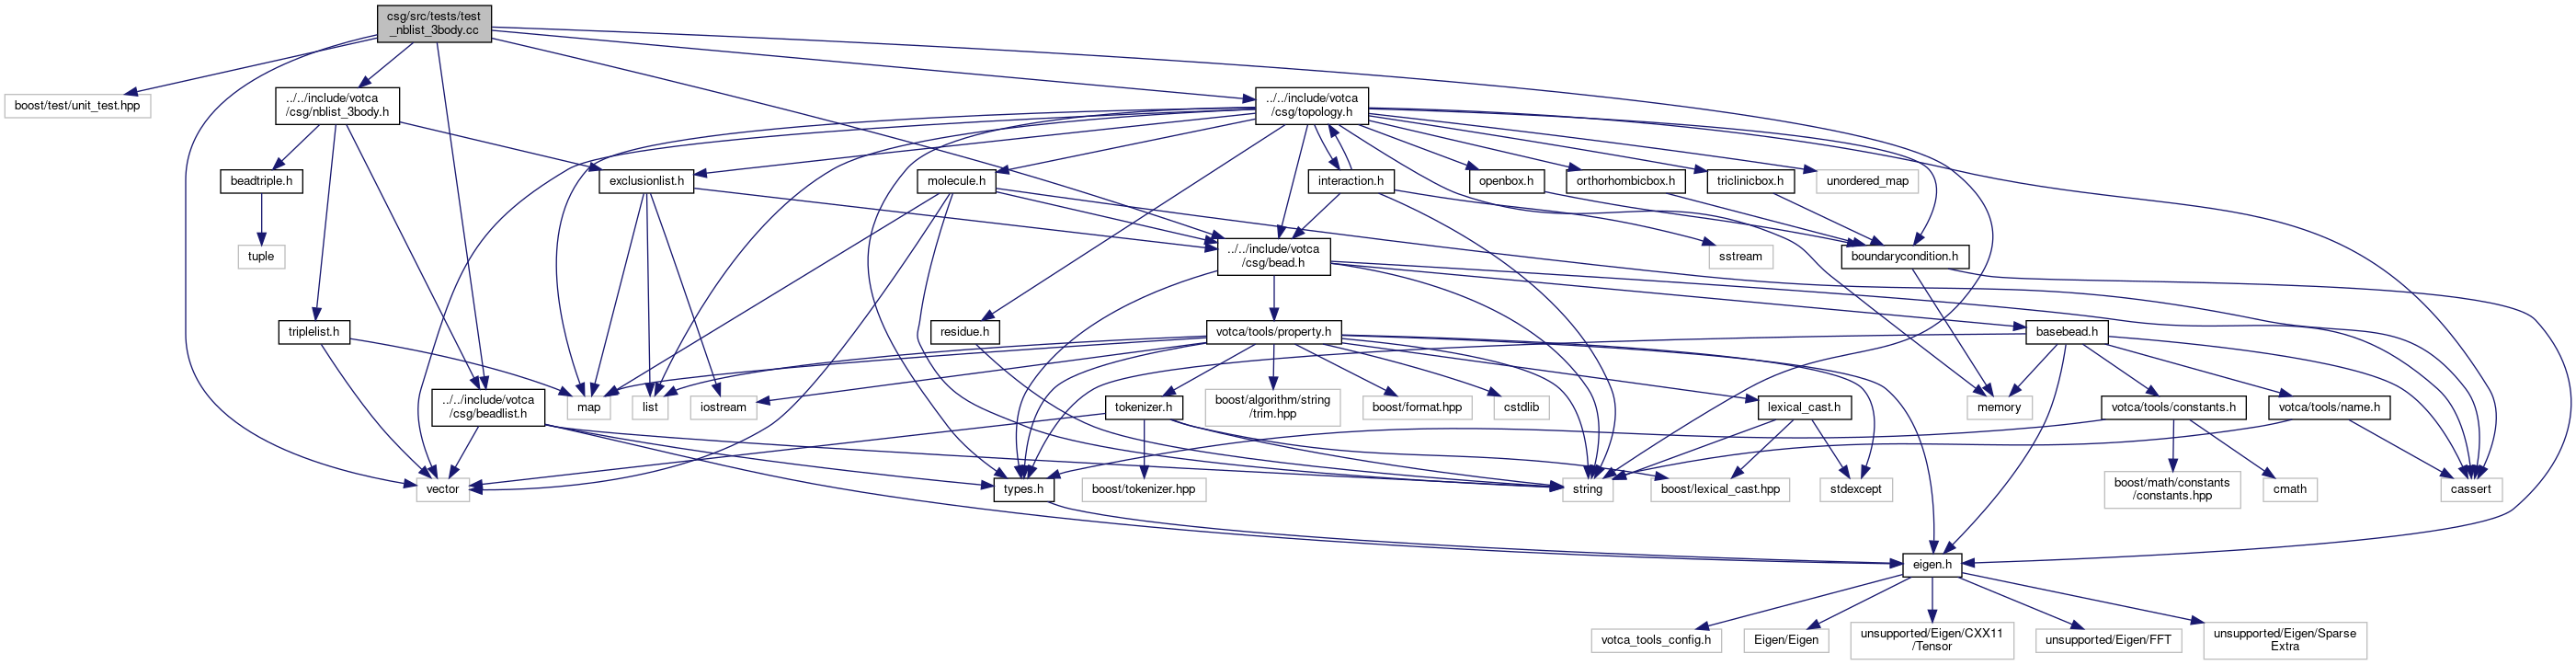 csg/src/tests/test
_nblist_3body.cc
boost/test/unit_test.hpp
../../include/votca
/csg/nblist_3body.h
../../include/votca
/csg/topology.h
beadtriple.h
exclusionlist.h
molecule.h
interaction.h
openbox.h
orthorhombicbox.h
triclinicbox.h
unordered_map
tuple
../../include/votca
/csg/bead.h
sstream
boundarycondition.h
triplelist.h
residue.h
votca/tools/property.h
basebead.h
../../include/votca
/csg/beadlist.h
map
list
iostream
tokenizer.h
boost/algorithm/string
/trim.hpp
boost/format.hpp
cstdlib
lexical_cast.h
memory
votca/tools/constants.h
votca/tools/name.h
vector
types.h
boost/tokenizer.hpp
string
boost/lexical_cast.hpp
stdexcept
boost/math/constants
/constants.hpp
cmath
cassert
eigen.h
votca_tools_config.h
Eigen/Eigen
unsupported/Eigen/CXX11
/Tensor
unsupported/Eigen/FFT
unsupported/Eigen/Sparse
Extra